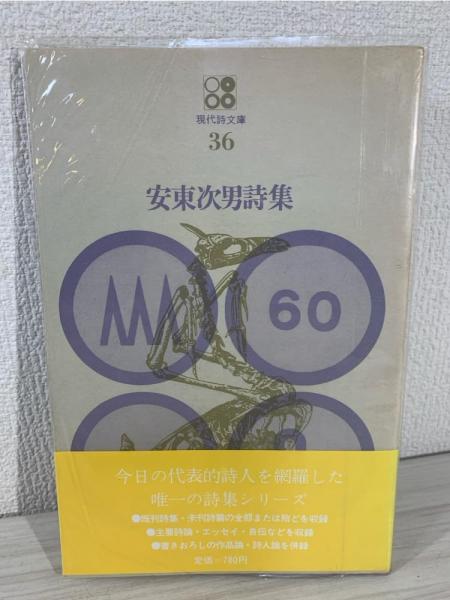 現代詩文庫
36
安東次男詩集
60
今日の代表的詩人を網羅した
唯一の詩集シリーズ
●既刊詩集・未刊詩篇の全部または殆どを収録
●主要詩論・エッセイ・自伝などを収録
●書きおろしの作品論・詩人論を併録
定価=780円